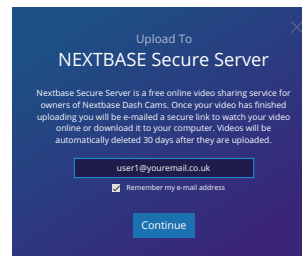 Upload To
NEXTBASE Secure Server
Nextbase Secure Server is a free online video sharing service for
owners of Nextbase Dash Cams. Once your video has finished
uploading you will be e-mailed a secure link to watch your video
online or download it to your computer. Videos will be
automatically deleted 30 days after they are uploaded.
user1@youremail.co.uk
Remember my e-mail address
Continue